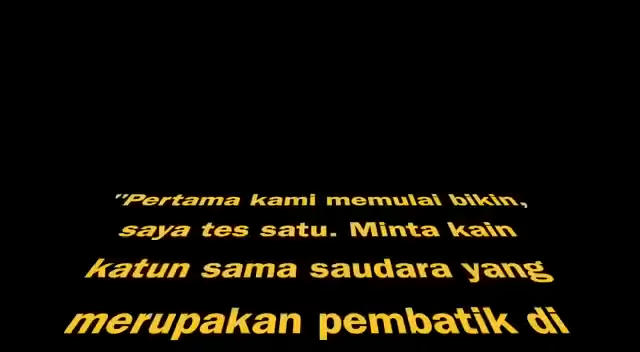 "Pertama kami memulai bikin,
saya tes satu. Minta kain
katun sama saudara yang
merupakan pembatik di